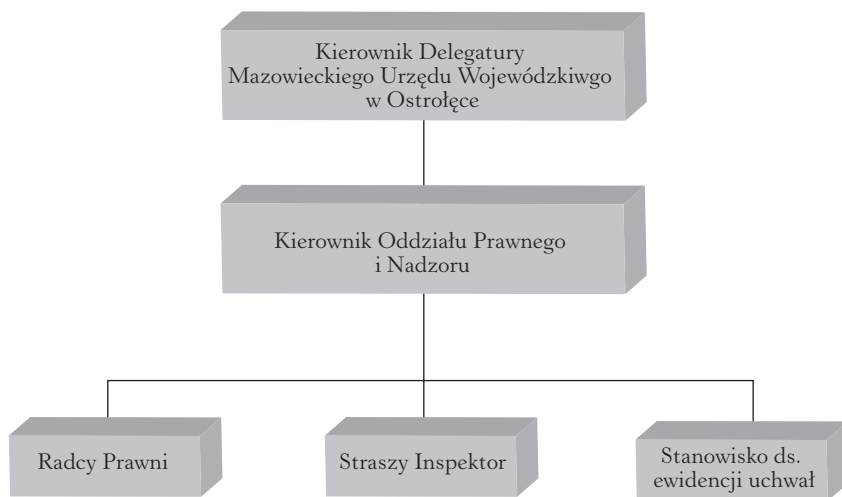 Kierownik Delegatury
Mazowieckiego Urzędu Wojewódzkiwgo
w Ostrołęce
Kierownik Oddziału Prawnego
i Nadzoru
Radcy Prawni
Straszy Inspektor
Stanowisko ds.
ewidencji uchwał